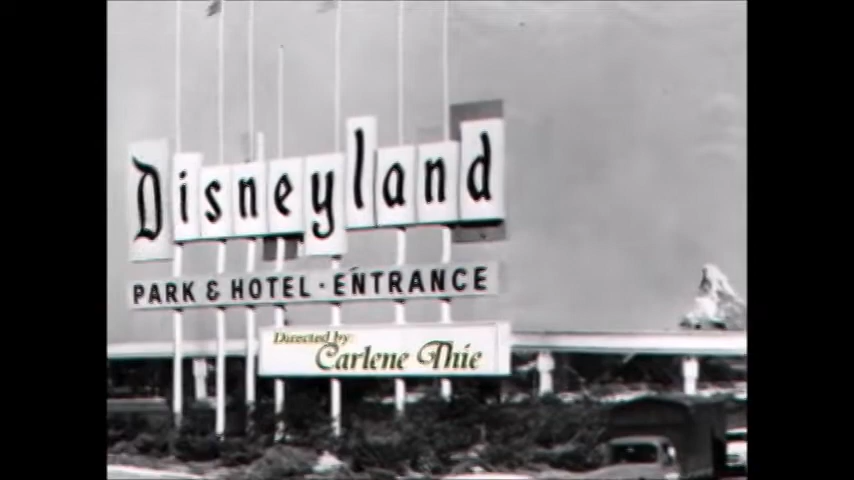 Disneyland
PARK & HOTEL · ENTRANCE
Directed by
Carlene Thie